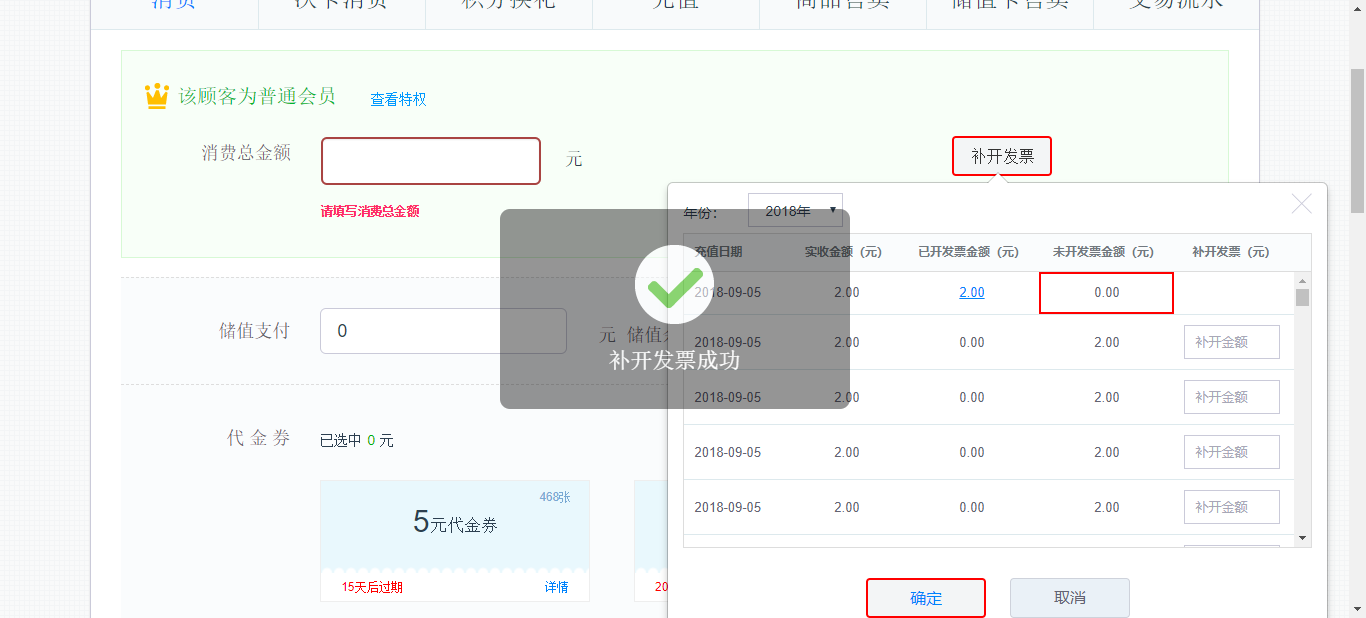 消费 次卡消费 积分换礼 充值 商品售卖 储值卡售卖 交易流水
该顾客为普通会员 查看特权
消费总金额 元 补开发票
请填写消费总金额
年份: 2018年
充值日期 实收金额 (元) 已开发票金额 (元) 未开发票金额 (元) 补开发票 (元)
2018-09-05 2.00 2.00 0.00
储值支付 0 元 储值
2018-09-05 2.00 0.00 2.00 补开金额
补开发票成功
2018-09-05 2.00 0.00 2.00 补开金额
代金券 已选中 0 元
2018-09-05 2.00 0.00 2.00 补开金额
468张
5元代金券
2018-09-05 2.00 0.00 2.00 补开金额
15天后过期 详情 20
确定 取消